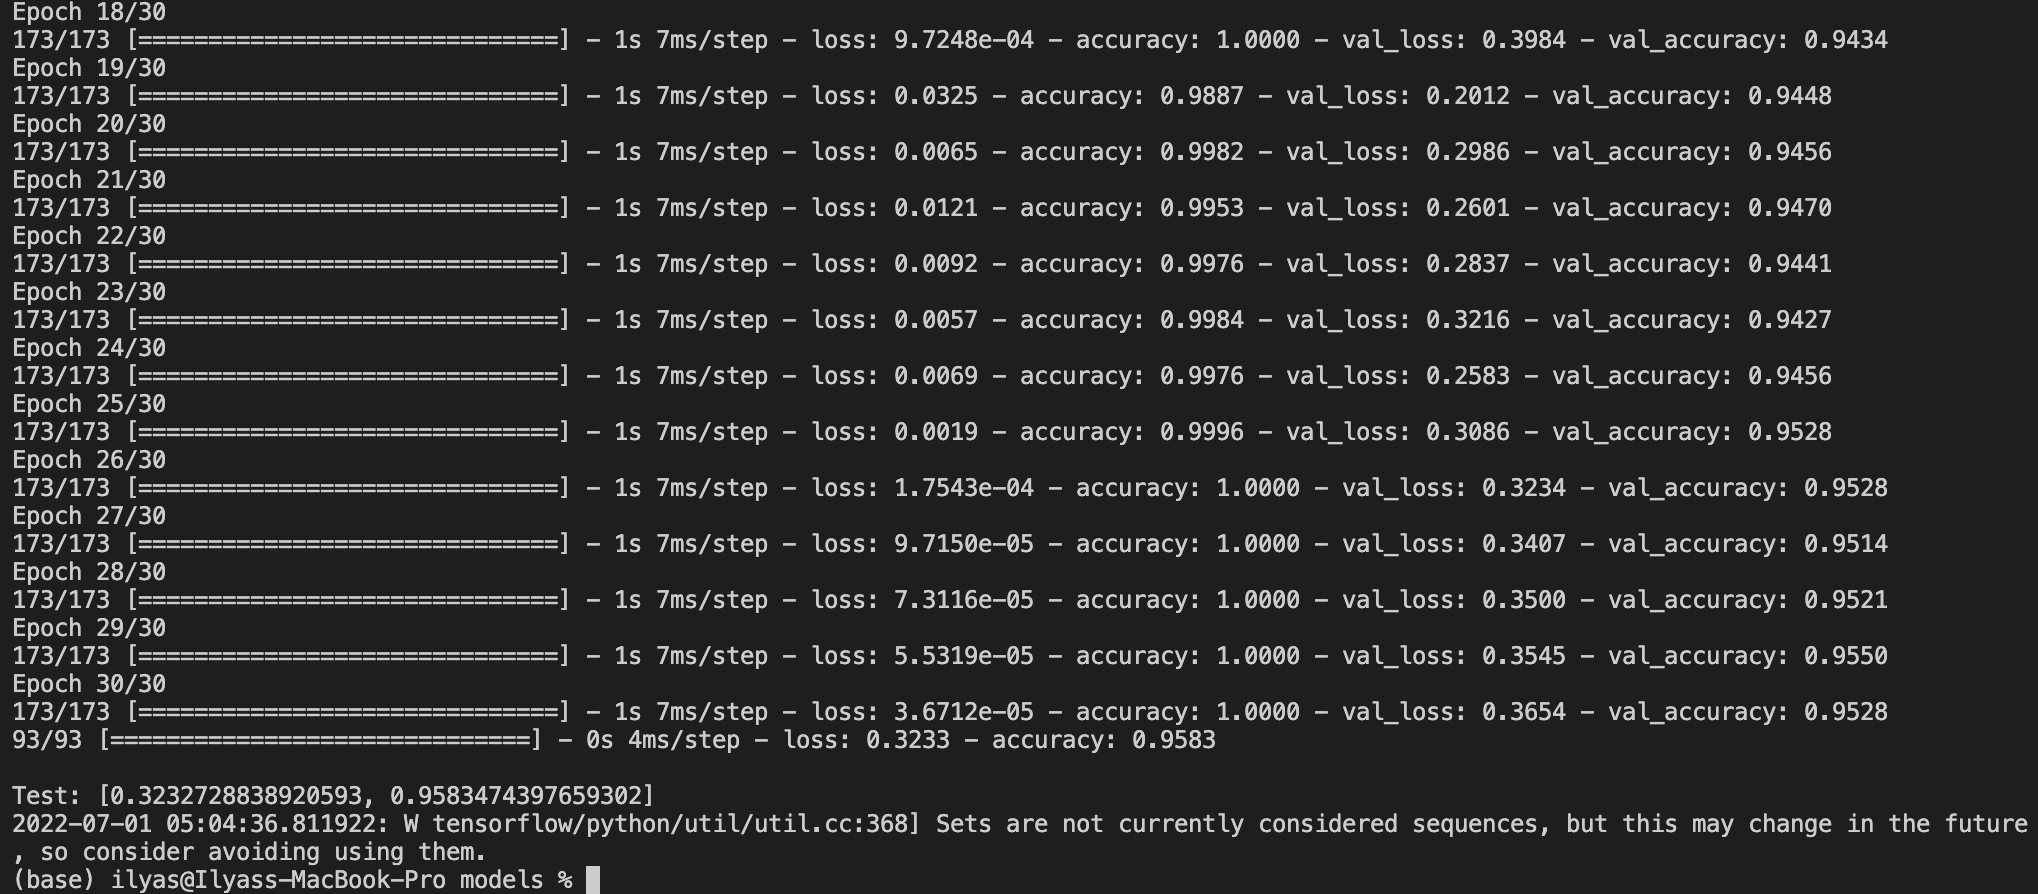 Epoch 18/30
173/173 [==============================] - 1s 7ms/step - loss: 9.7248e-04 - accuracy: 1.0000 - val_loss: 0.3984 - val_accuracy: 0.9434
Epoch 19/30
173/173 [==============================] - 1s 7ms/step - loss: 0.0325 - accuracy: 0.9887 - val_loss: 0.2012 - val_accuracy: 0.9448
Epoch 20/30
173/173 [==============================] - 1s 7ms/step - loss: 0.0065 - accuracy: 0.9982 - val_loss: 0.2986 - val_accuracy: 0.9456
Epoch 21/30
173/173 [==============================] - 1s 7ms/step - loss: 0.0121 - accuracy: 0.9953 - val_loss: 0.2601 - val_accuracy: 0.9470
Epoch 22/30
173/173 [==============================] - 1s 7ms/step - loss: 0.0092 - accuracy: 0.9976 - val_loss: 0.2837 - val_accuracy: 0.9441
Epoch 23/30
173/173 [==============================] - 1s 7ms/step - loss: 0.0057 - accuracy: 0.9984 - val_loss: 0.3216 - val_accuracy: 0.9427
Epoch 24/30
173/173 [==============================] - 1s 7ms/step - loss: 0.0069 - accuracy: 0.9976 - val_loss: 0.2583 - val_accuracy: 0.9456
Epoch 25/30
173/173 [==============================] - 1s 7ms/step - loss: 0.0019 - accuracy: 0.9996 - val_loss: 0.3086 - val_accuracy: 0.9528
Epoch 26/30
173/173 [==============================] - 1s 7ms/step - loss: 1.7543e-04 - accuracy: 1.0000 - val_loss: 0.3234 - val_accuracy: 0.9528
Epoch 27/30
173/173 [==============================] - 1s 7ms/step - loss: 9.7150e-05 - accuracy: 1.0000 - val_loss: 0.3407 - val_accuracy: 0.9514
Epoch 28/30
173/173 [==============================] - 1s 7ms/step - loss: 7.3116e-05 - accuracy: 1.0000 - val_loss: 0.3500 - val_accuracy: 0.9521
Epoch 29/30
173/173 [==============================] - 1s 7ms/step - loss: 5.5319e-05 - accuracy: 1.0000 - val_loss: 0.3545 - val_accuracy: 0.9550
Epoch 30/30
173/173 [==============================] - 1s 7ms/step - loss: 3.6712e-05 - accuracy: 1.0000 - val_loss: 0.3654 - val_accuracy: 0.9528
93/93 [==============================] - 0s 4ms/step - loss: 0.3233 - accuracy: 0.9583
Test: [0.3232728838920593, 0.9583474397659302]
2022-07-01 05:04:36.811922: W tensorflow/python/util/util.cc:368] Sets are not currently considered sequences, but this may change in the future
, so consider avoiding using them.
(base) ilyas@Ilyass-MacBook-Pro models %